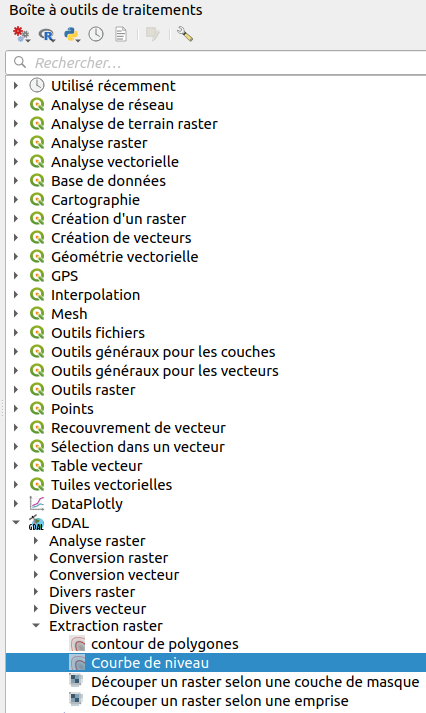 Boîte à outils de traitements
Rechercher...
Utilisé récemment
Analyse de réseau
Analyse de terrain raster
Analyse raster
Analyse vectorielle
Base de données
Cartographie
Création d'un raster
Création de vecteurs
Géométrie vectorielle
GPS
Interpolation
Mesh
Outils fichiers
Outils généraux pour les couches
Outils généraux pour les vecteurs
Outils raster
Points
Recouvrement de vecteur
Sélection dans un vecteur
Table vecteur
Tuiles vectorielles
DataPlotly
GDAL
Analyse raster
Conversion raster
Conversion vecteur
Divers raster
Divers vecteur
Extraction raster
contour de polygones
Courbe de niveau
Découper un raster selon une couche de masque
Découper un raster selon une emprise